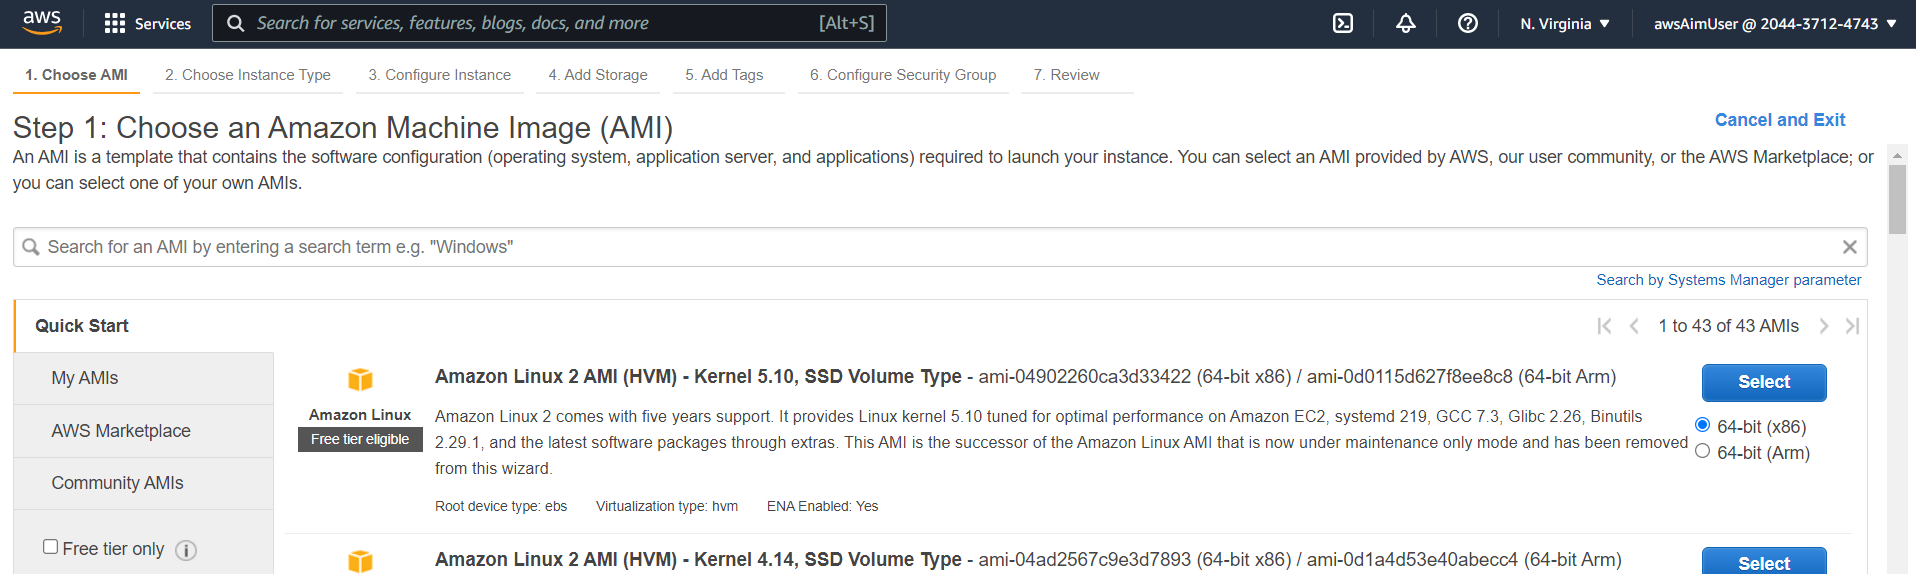 aws Services Search for services, features, blogs, docs, and more [Alt+S] N. Virginia awsAimUser @ 2044-3712-4743
1. Choose AMI 2. Choose Instance Type 3. Configure Instance 4. Add Storage 5. Add Tags 6. Configure Security Group 7. Review
Step 1: Choose an Amazon Machine Image (AMI)
Cancel and Exit
An AMI is a template that contains the software configuration (operating system, application server, and applications) required to launch your instance. You can select an AMI provided by AWS, our user community, or the AWS Marketplace; or
you can select one of your own AMIs.
Search for an AMI by entering a search term e.g. "Windows"
Search by Systems Manager parameter
Quick Start
1 to 43 of 43 AMIs
My AMIs
AWS Marketplace
Community AMIs
Free tier only
Amazon Linux
Free tier eligible
Amazon Linux 2 AMI (HVM) - Kernel 5.10, SSD Volume Type - ami-04902260ca3d33422 (64-bit x86) / ami-0d0115d627f8ee8c8 (64-bit Arm)
Amazon Linux 2 comes with five years support. It provides Linux kernel 5.10 tuned for optimal performance on Amazon EC2, systemd 219, GCC 7.3, Glibc 2.26, Binutils
2.29.1, and the latest software packages through extras. This AMI is the successor of the Amazon Linux AMI that is now under maintenance only mode and has been removed
from this wizard.
Root device type: ebs Virtualization type: hvm ENA Enabled: Yes
Select
64-bit (x86)
64-bit (Arm)
Amazon Linux 2 AMI (HVM) - Kernel 4.14, SSD Volume Type - ami-04ad2567c9e3d7893 (64-bit x86) / ami-0d1a4d53e40abecc4 (64-bit Arm)
Select